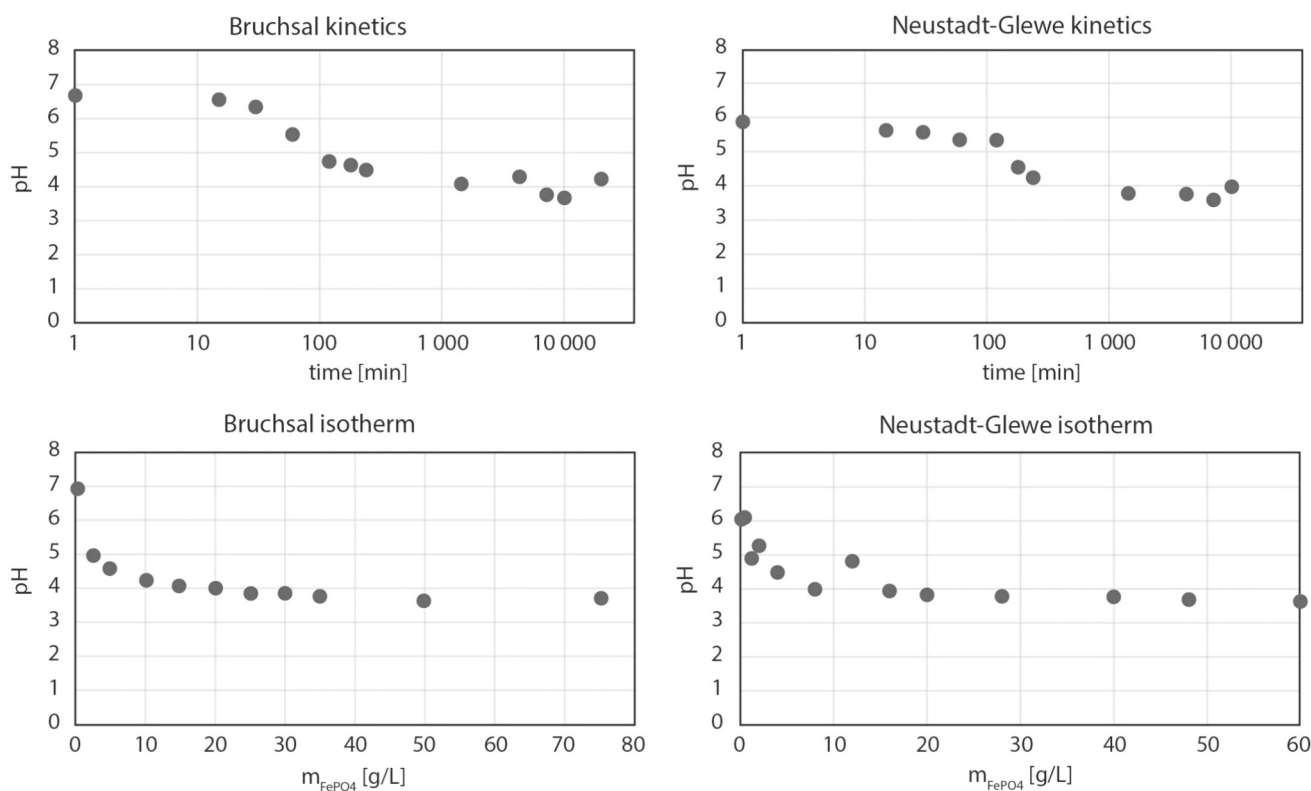 Bruchsal kinetics
8
7
6
5
4
3
2
1
0
pH
1 10 100 1 000 10 000
time [min]
Neustadt-Glewe kinetics
8
7
6
5
4
3
2
1
0
pH
1 10 100 1 000 10 000
time [min]
Bruchsal isotherm
8
7
6
5
4
3
2
1
0
pH
0 10 20 30 40 50 60 70 80
m_FePO4 [g/L]
Neustadt-Glewe isotherm
8
7
6
5
4
3
2
1
0
pH
0 10 20 30 40 50 60
m_FePO4 [g/L]